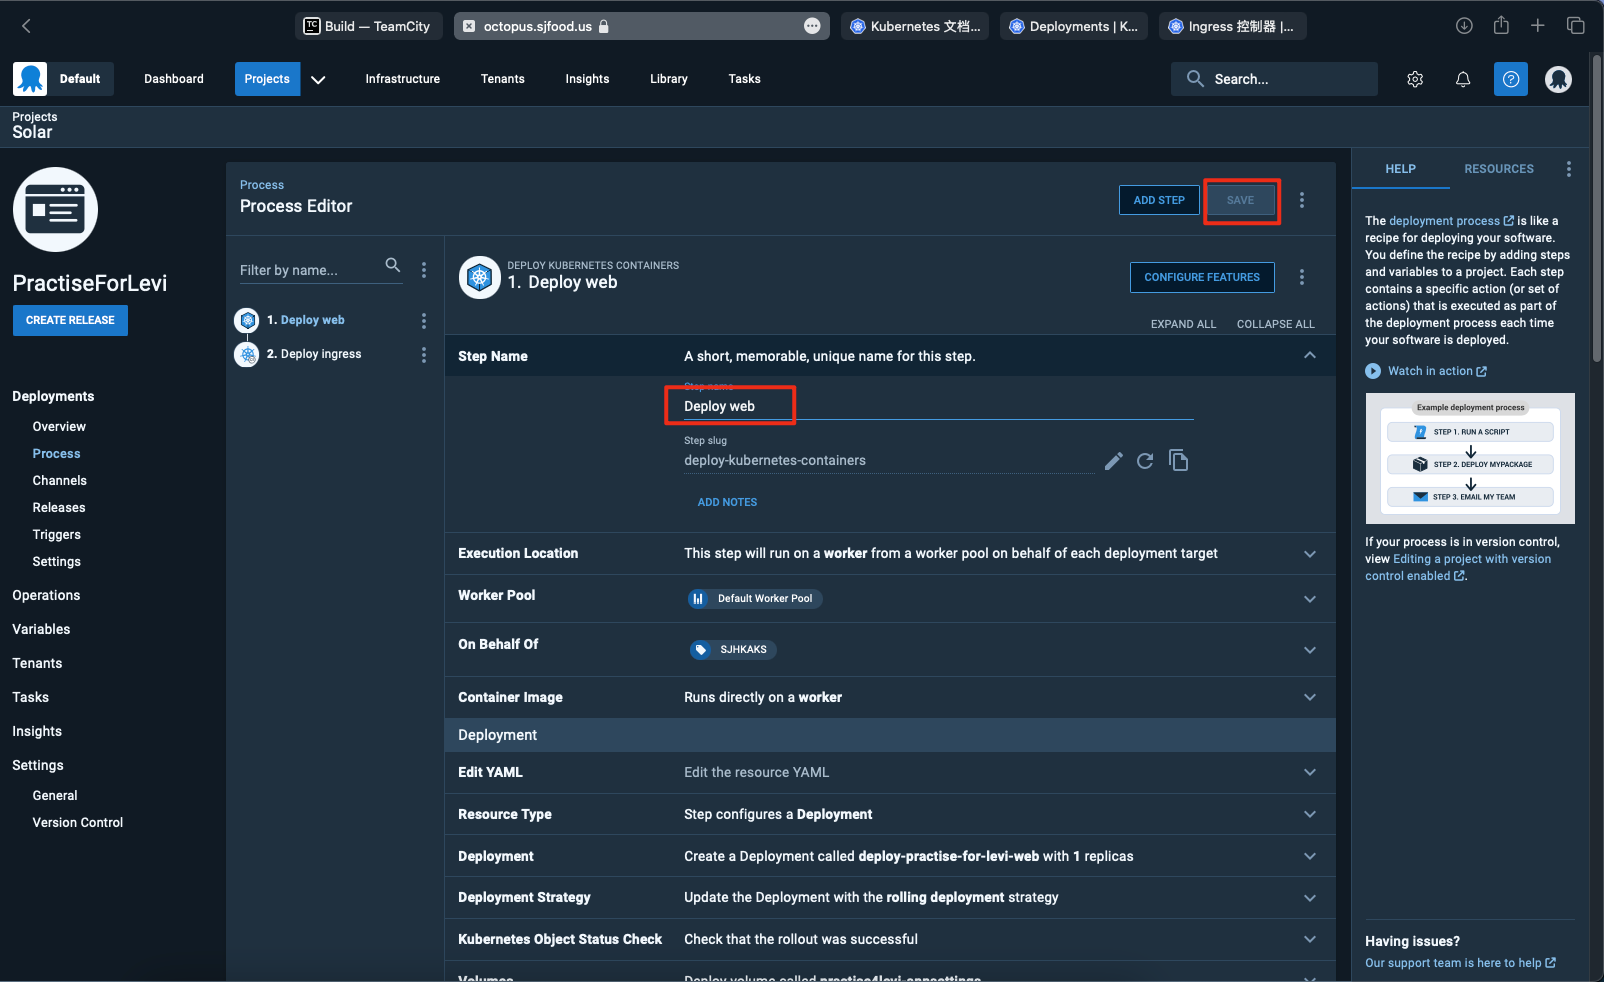 TC
Build — TeamCity
octopus.sjfood.us
Kubernetes 文档...
Deployments | K...
Ingress 控制器 |...
Default
Dashboard
Projects
Infrastructure
Tenants
Insights
Library
Tasks
Search...
Projects
Solar
PractiseForLevi
CREATE RELEASE
Deployments
Overview
Process
Channels
Releases
Triggers
Settings
Operations
Variables
Tenants
Tasks
Insights
Settings
General
Version Control
Process
Process Editor
ADD STEP
SAVE
Filter by name...
1. Deploy web
2. Deploy ingress
DEPLOY KUBERNETES CONTAINERS
1. Deploy web
CONFIGURE FEATURES
EXPAND ALL
COLLAPSE ALL
Step Name
A short, memorable, unique name for this step.
Step name
Deploy web
Step slug
deploy-kubernetes-containers
ADD NOTES
Execution Location
This step will run on a worker from a worker pool on behalf of each deployment target
Worker Pool
Default Worker Pool
On Behalf Of
SJHKAKS
Container Image
Runs directly on a worker
Deployment
Edit YAML
Edit the resource YAML
Resource Type
Step configures a Deployment
Deployment
Create a Deployment called deploy-practise-for-levi-web with 1 replicas
Deployment Strategy
Update the Deployment with the rolling deployment strategy
Kubernetes Object Status Check
Check that the rollout was successful
Volumes
Deploy volume called practise4levi-appsettings
HELP
RESOURCES
The deployment process is like a
recipe for deploying your software.
You define the recipe by adding steps
and variables to a project. Each step
contains a specific action (or set of
actions) that is executed as part of
the deployment process each time
your software is deployed.
Watch in action
Example deployment process
STEP 1. RUN A SCRIPT
STEP 2. DEPLOY MYPACKAGE
STEP 3. EMAIL MY TEAM
If your process is in version control,
view Editing a project with version
control enabled.
Having issues?
Our support team is here to help